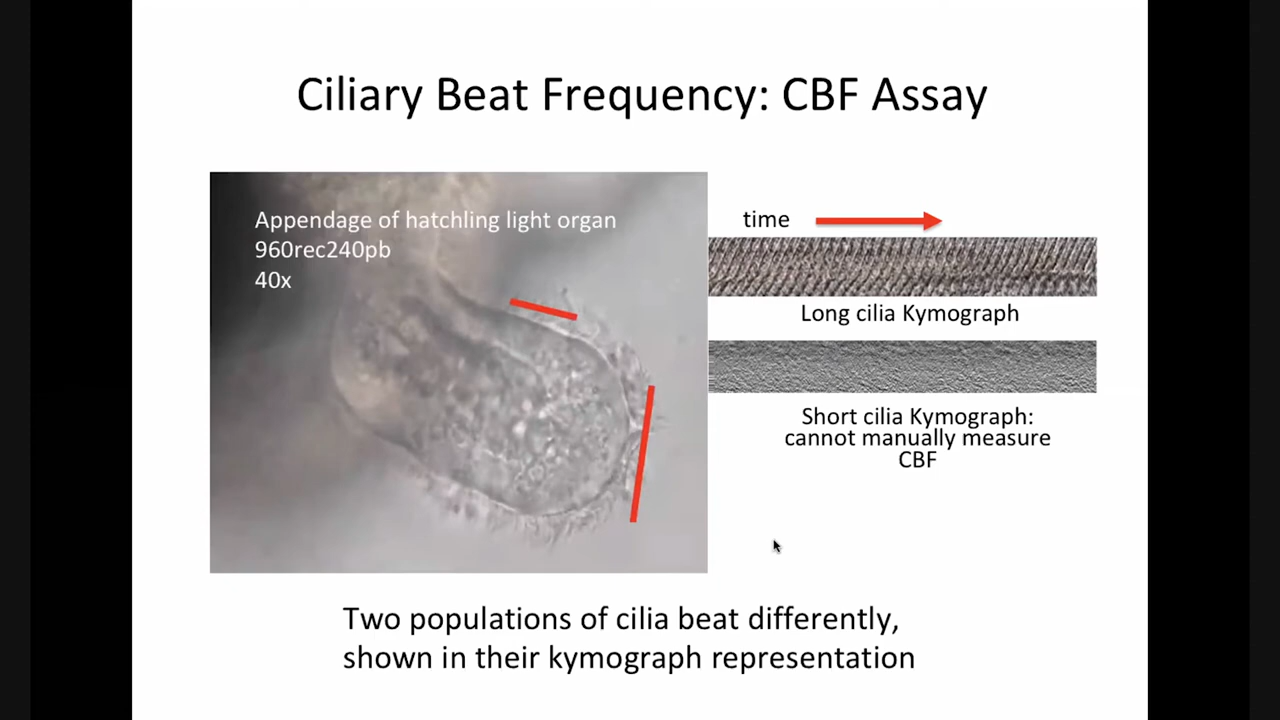 Ciliary Beat Frequency: CBF Assay
Appendage of hatchling light organ
960rec240pb
40x
time
Long cilia Kymograph
Short cilia Kymograph:
cannot manually measure
CBF
Two populations of cilia beat differently,
shown in their kymograph representation